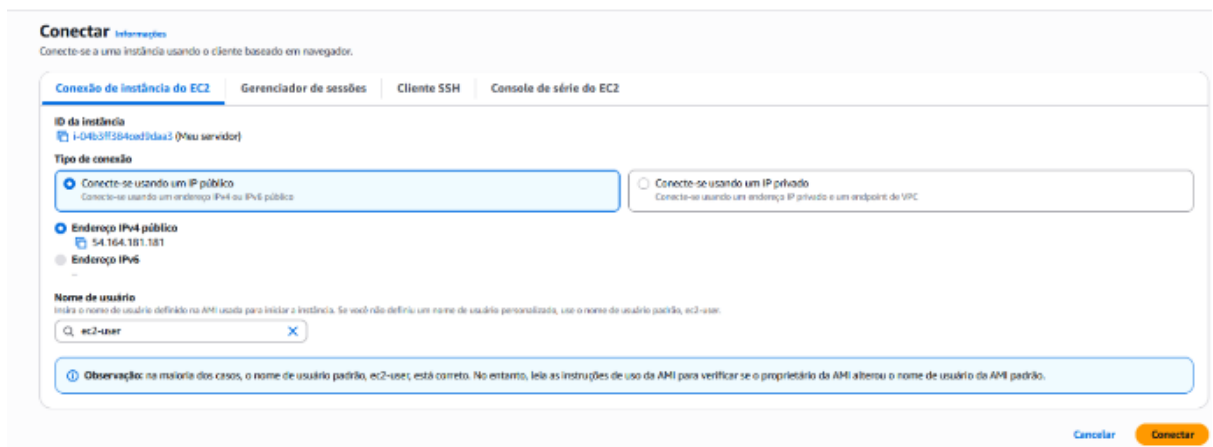 Conectar Informações
Conecte-se a uma instância usando o cliente baseado em navegador.
Conexão de instância do EC2 Gerenciador de sessões Cliente SSH Console de série do EC2
ID da instância
(Meu servidor)
Tipo de conexão
Conecte-se usando um IP público
Conecte-se usando um endereço IPv4 ou IPv6 público
Conecte-se usando um IP privado
Conecte-se usando um endereço IP privado e um endpoint de VPC
Endereço IPv4 público
54.164.181.181
Endereço IPv6
–
Nome de usuário
Insira o nome de usuário definido na AMI usada para iniciar a instância. Se você não definiu um nome de usuário personalizado, use o nome de usuário padrão, ec2-user.
ec2-user
Observação: na maioria dos casos, o nome de usuário padrão, ec2-user, está correto. No entanto, leia as instruções de uso da AMI para verificar se o proprietário da AMI alterou o nome de usuário da AMI padrão.
Cancelar Conectar